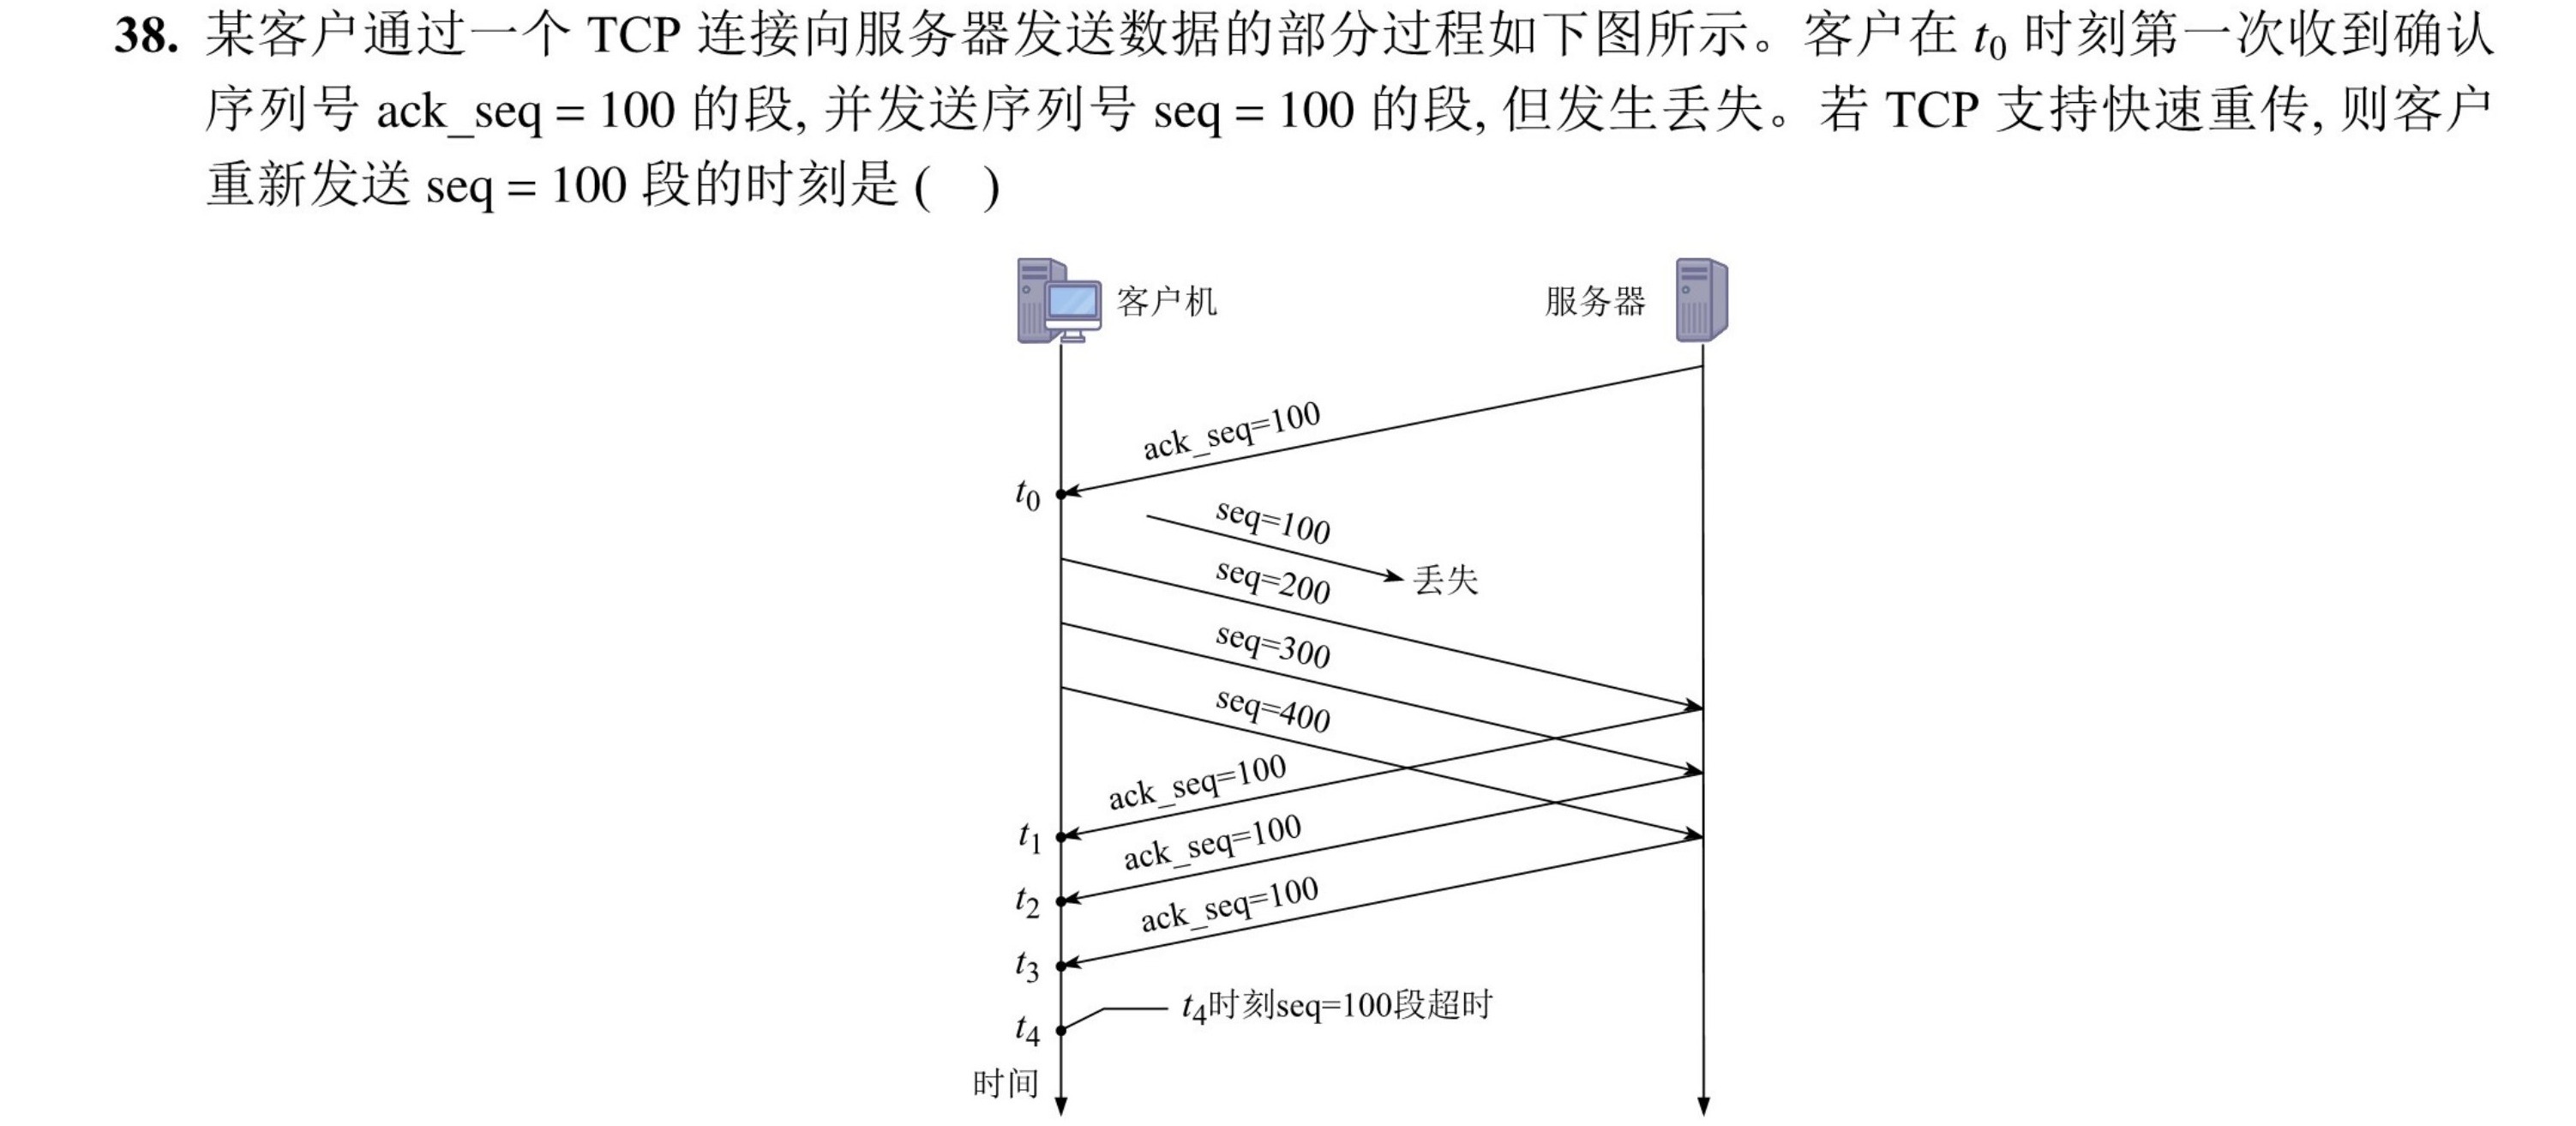 38. 某客户通过一个 TCP 连接向服务器发送数据的部分过程如下图所示。客户在 t₀ 时刻第一次收到确认
序列号 ack_seq = 100 的段, 并发送序列号 seq = 100 的段, 但发生丢失。若 TCP 支持快速重传, 则客户
重新发送 seq = 100 段的时刻是 (  )
客户机
服务器
ack_seq=100
t₀
seq=100
丢失
seq=200
seq=300
seq=400
ack_seq=100
t₁
ack_seq=100
t₂
ack_seq=100
t₃
t₄时刻seq=100段超时
t₄
时间